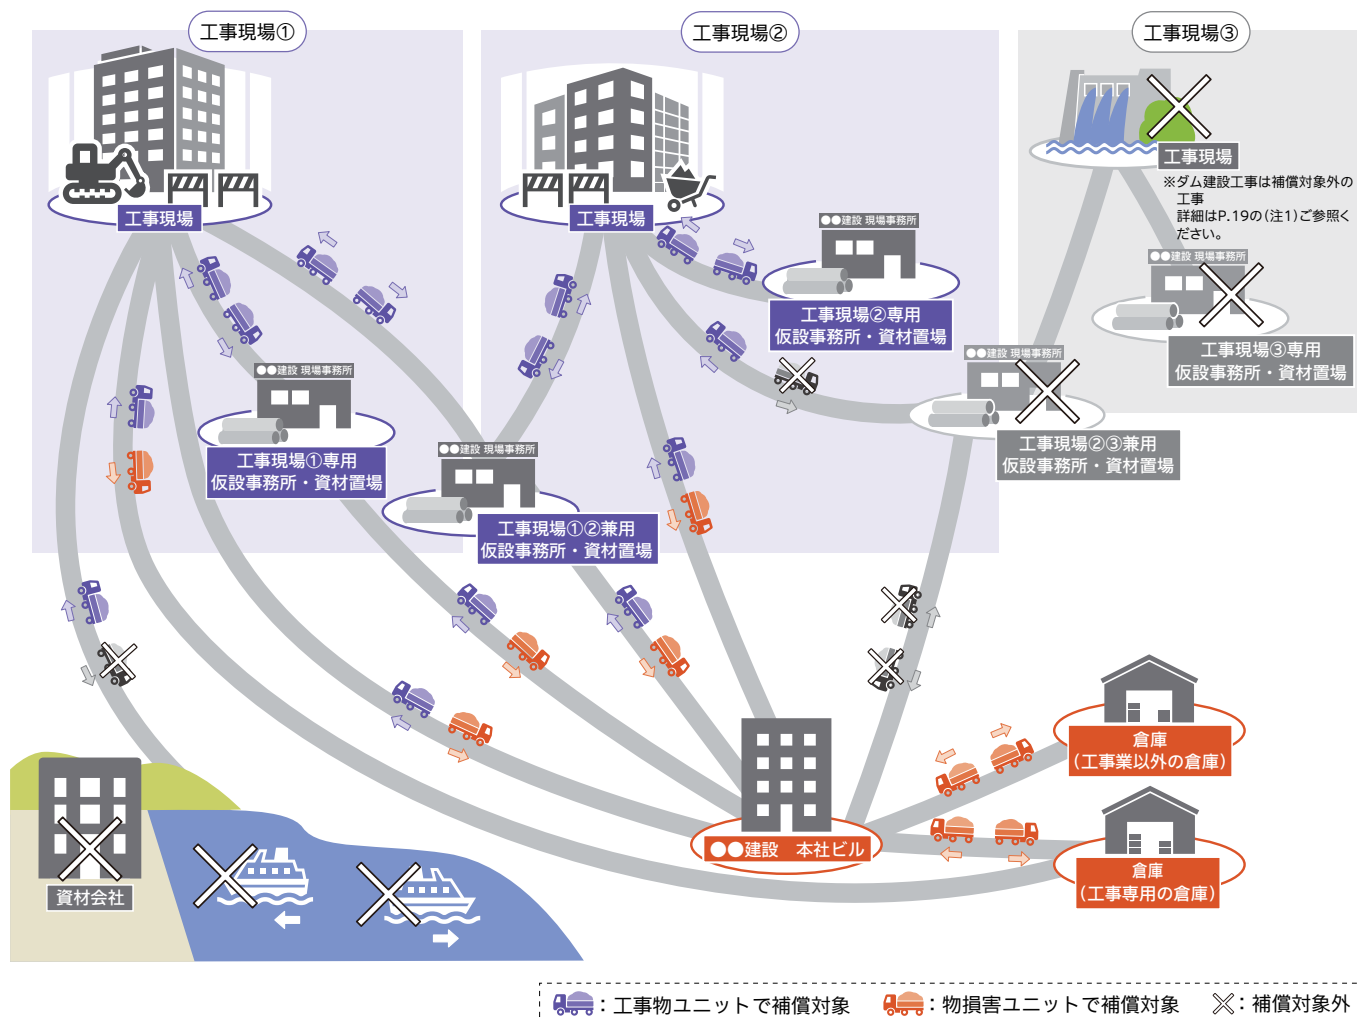 工事現場①
工事現場②
工事現場③
工事現場
工事現場
工事現場
※ダム建設工事は補償対象外の
工事
詳細はP.19の(注1)ご参照く
ださい。
●●建設 現場事務所
工事現場②専用
仮設事務所・資材置場
●●建設 現場事務所
工事現場③専用
仮設事務所・資材置場
●●建設 現場事務所
工事現場②③兼用
仮設事務所・資材置場
●●建設 現場事務所
工事現場①専用
仮設事務所・資材置場
●●建設 現場事務所
工事現場①②兼用
仮設事務所・資材置場
倉庫
(工事業以外の倉庫)
●●建設 本社ビル
倉庫
(工事専用の倉庫)
資材会社
:工事物ユニットで補償対象
:物損害ユニットで補償対象
:補償対象外